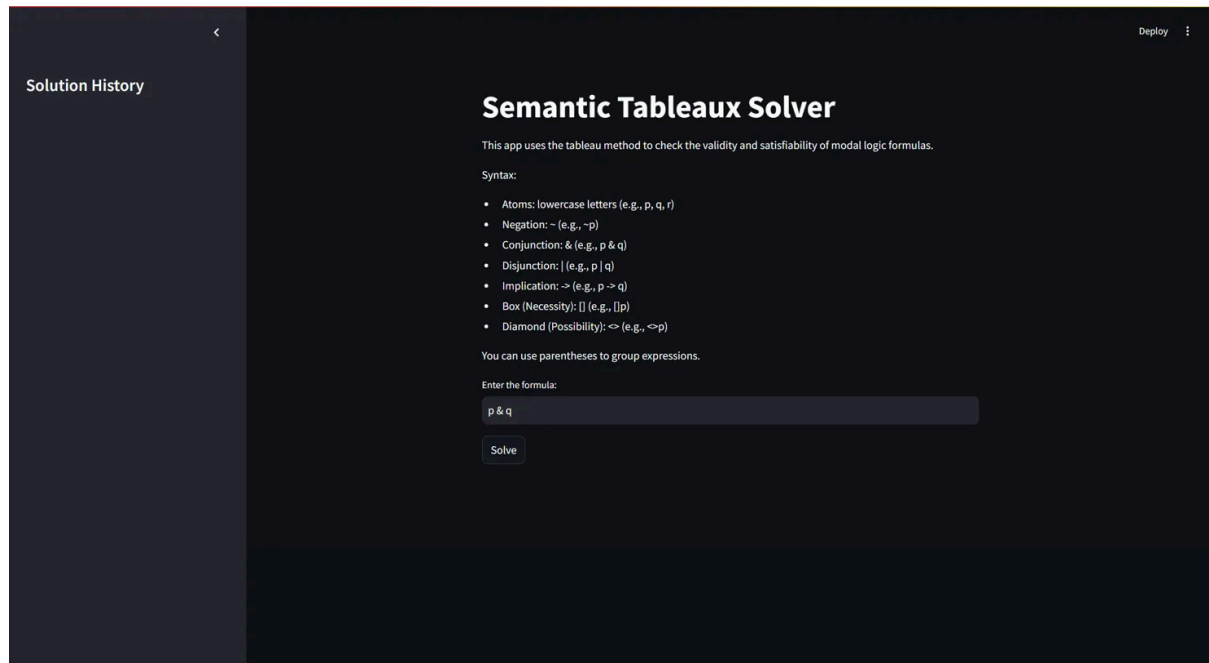 Deploy
Solution History
Semantic Tableaux Solver
This app uses the tableau method to check the validity and satisfiability of modal logic formulas.
Syntax:
• Atoms: lowercase letters (e.g., p, q, r)
• Negation: ~ (e.g., ~p)
• Conjunction: & (e.g., p & q)
• Disjunction: | (e.g., p | q)
• Implication: -> (e.g., p -> q)
• Box (Necessity): [] (e.g., []p)
• Diamond (Possibility): <> (e.g., <>p)
You can use parentheses to group expressions.
Enter the formula:
p & q
Solve